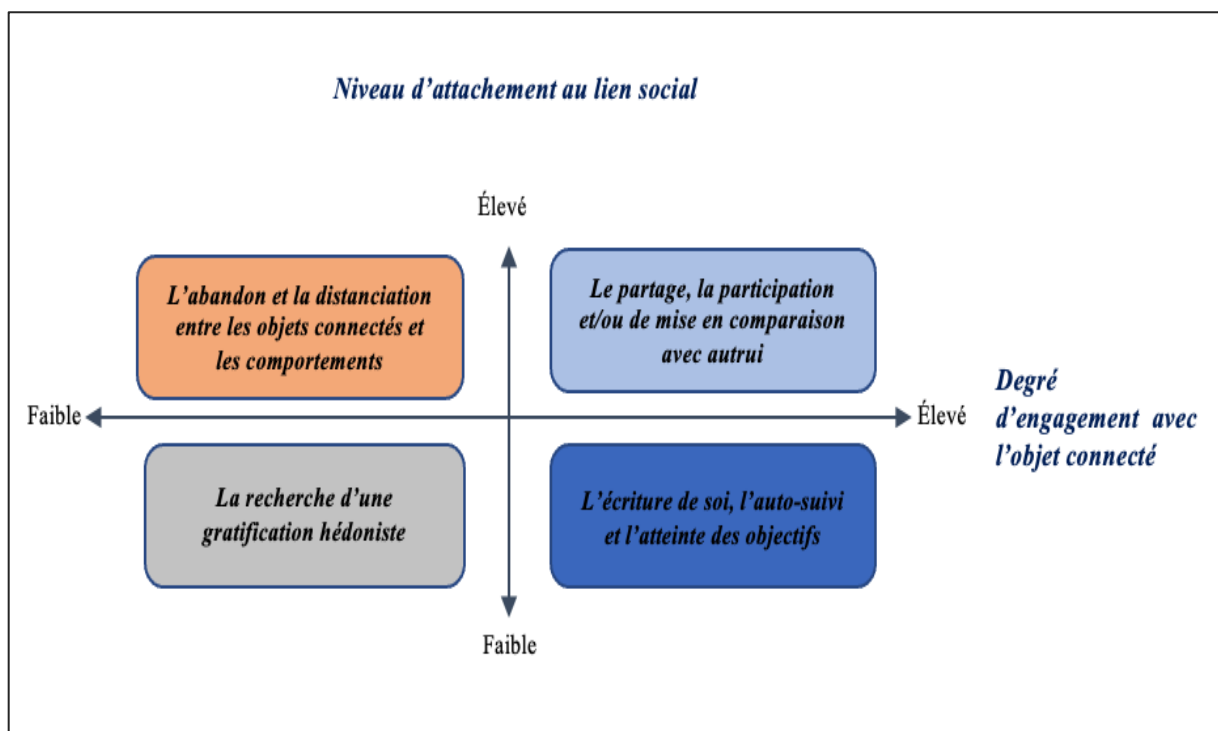 Niveau d’attachement au lien social
Élevé
L’abandon et la distanciation
entre les objets connectés et
les comportements
Le partage, la participation
et/ou de mise en comparaison
avec autrui
Faible
Élevé
Degré
d’engagement avec
l’objet connecté
La recherche d’une
gratification hédoniste
L’écriture de soi, l’auto-suivi
et l’atteinte des objectifs
Faible